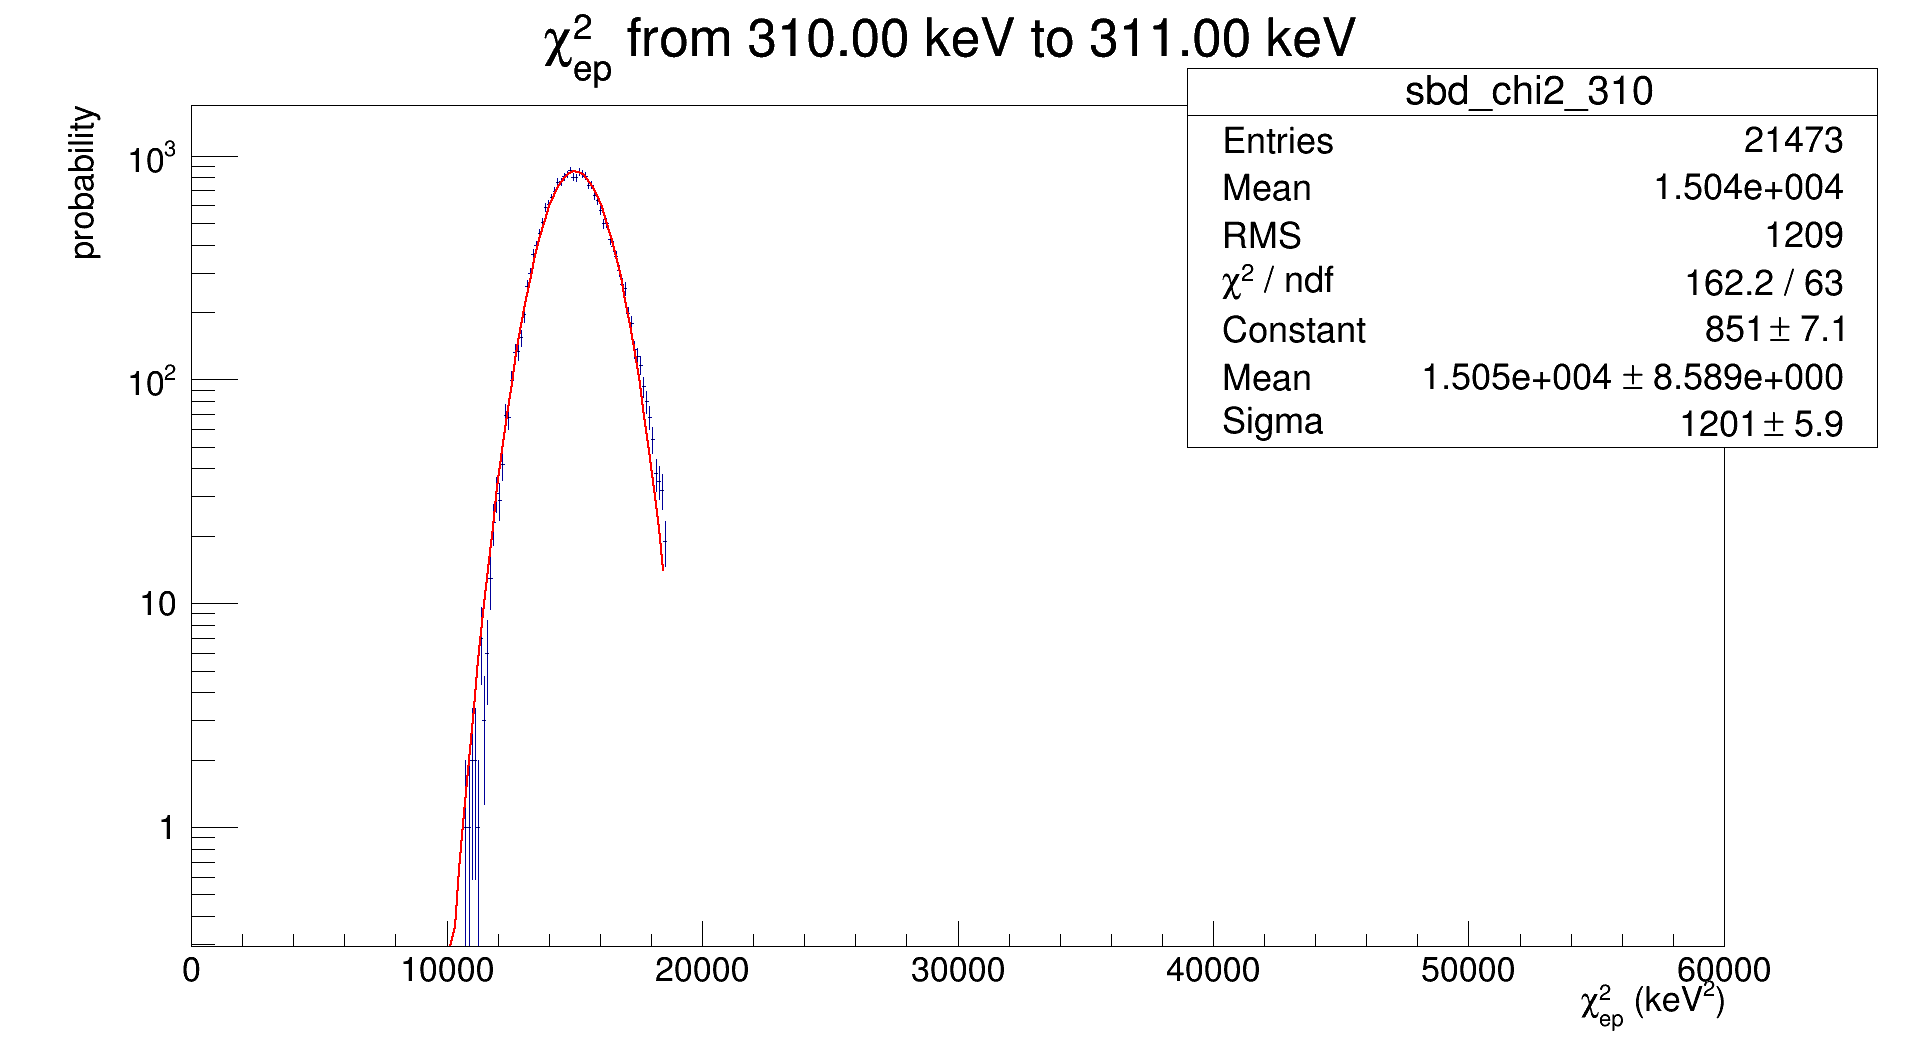 χ²ep from 310.00 keV to 311.00 keV
probability
sbd_chi2_310
Entries 21473
Mean 1.504e+004
RMS 1209
χ² / ndf 162.2 / 63
Constant 851 ± 7.1
Mean 1.505e+004 ± 8.589e+000
Sigma 1201 ± 5.9
10³
10²
10
1
0 10000 20000 30000 40000 50000 60000
χ²ep (keV²)